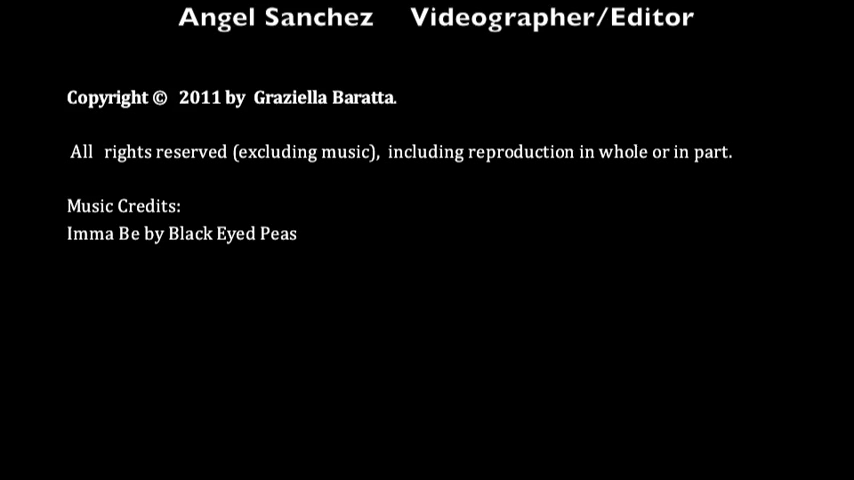 Angel Sanchez Videographer/Editor
Copyright © 2011 by Graziella Baratta.
All rights reserved (excluding music), including reproduction in whole or in part.
Music Credits:
Imma Be by Black Eyed Peas